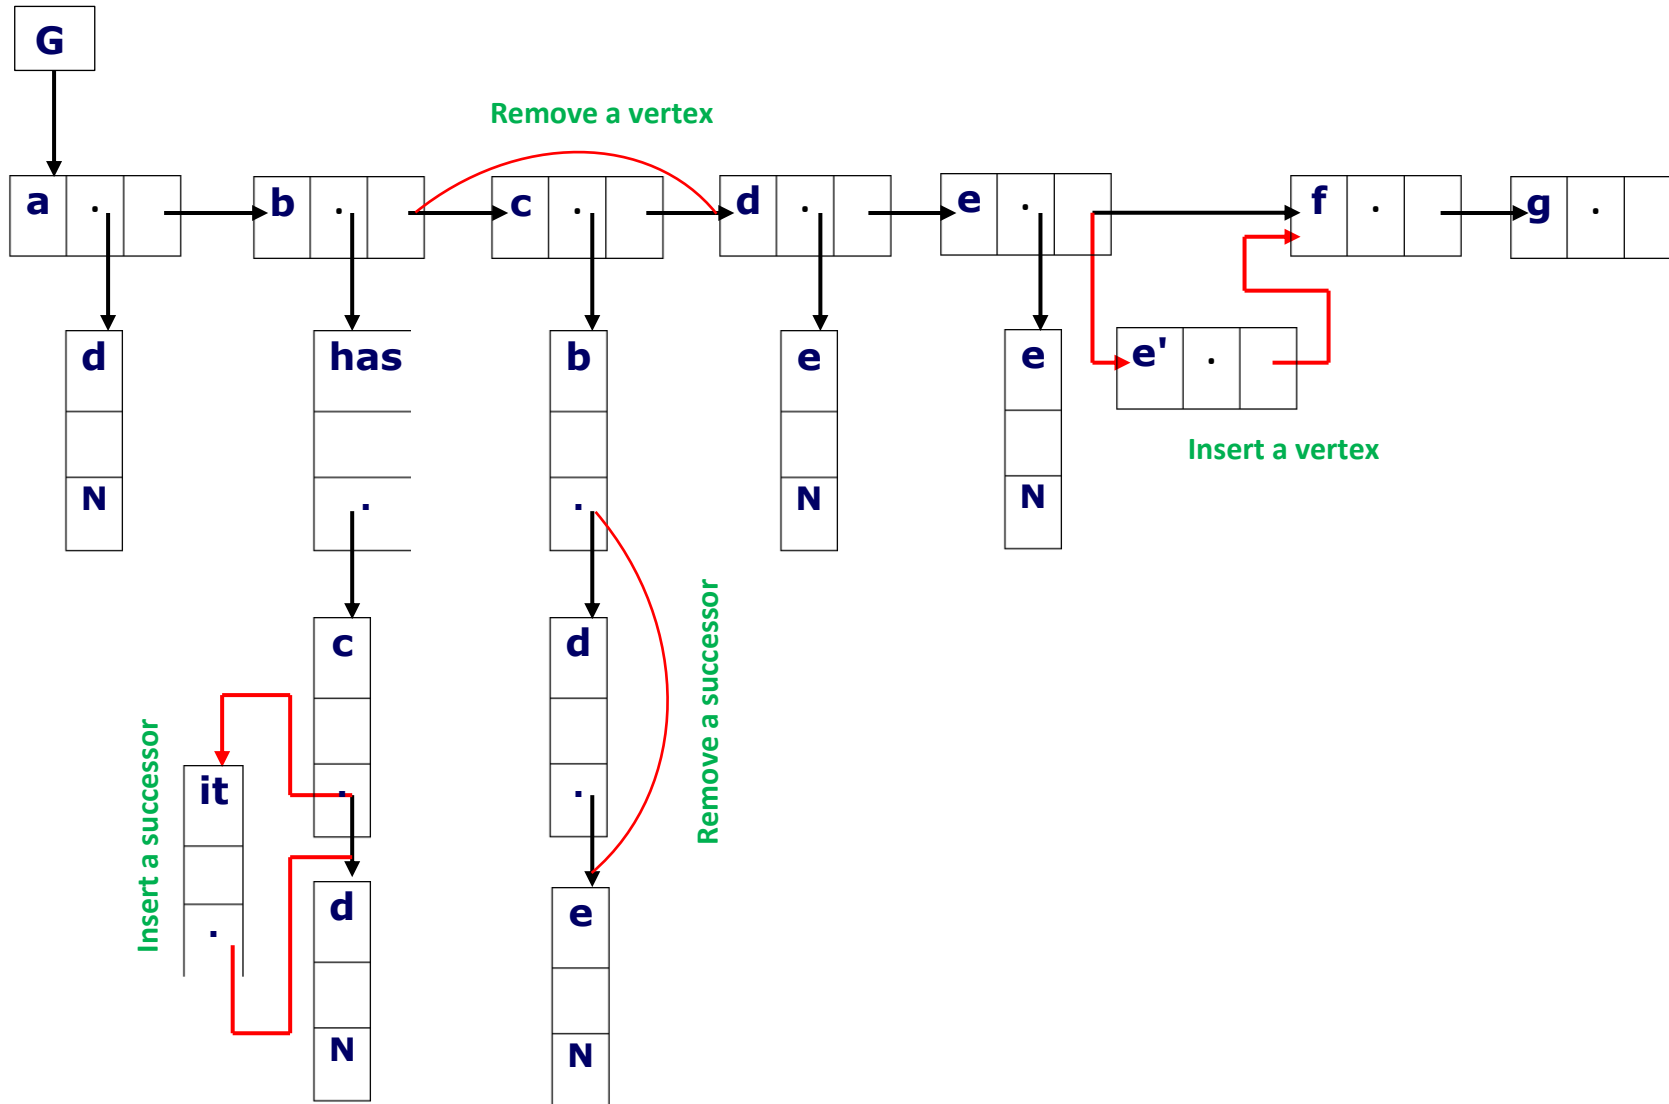 G
Remove a vertex
a . b . c . d . e . f . g .
d has b e e e' .
Insert a vertex
N . . N N
c d
Remove a successor
Insert a successor
it . .
d e
.
N N